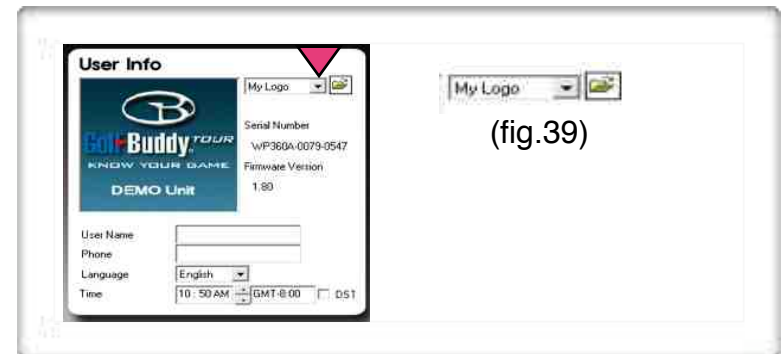 User Info
My Logo
GolfBuddy TOUR
KNOW YOUR GAME
DEMO Unit
Serial Number
WP360A-0079-0547
Firmware Version
1.80
User Name
Phone
Language English
Time 10 : 50 AM GMT-8:00 DST
My Logo
(fig.39)